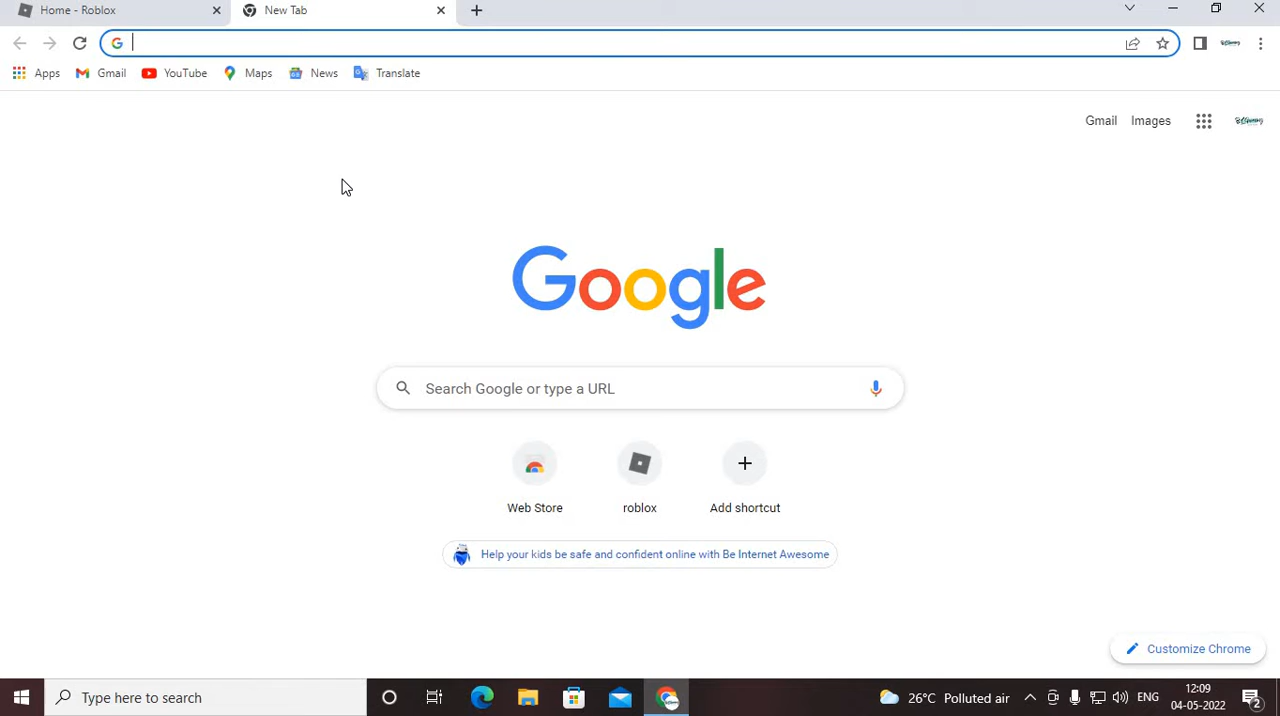 Home - Roblox
New Tab
Apps
Gmail
YouTube
Maps
News
Translate
Gmail
Images
Google
Search Google or type a URL
Web Store
roblox
Add shortcut
Help your kids be safe and confident online with Be Internet Awesome
Customize Chrome
Type here to search
26°C Polluted air
ENG
12:09
04-05-2022
2